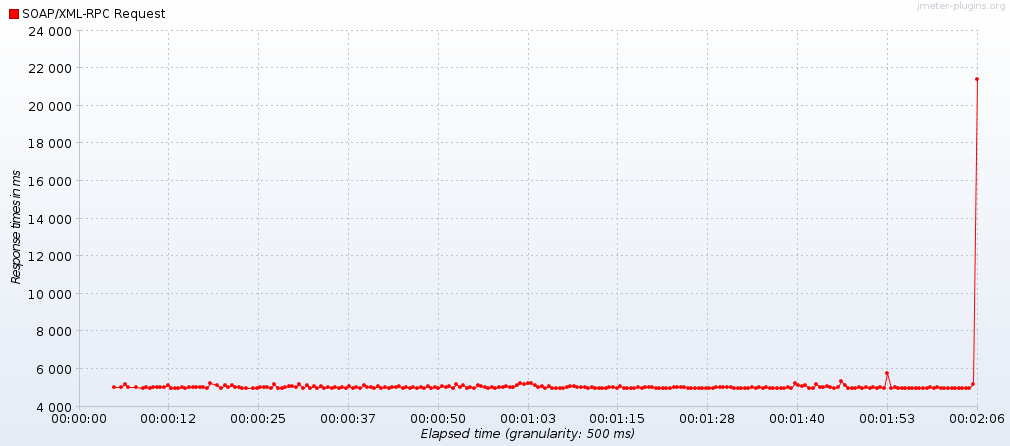 jmeter-plugins.org
SOAP/XML-RPC Request
24 000
22 000
20 000
18 000
16 000
14 000
12 000
10 000
8 000
6 000
4 000
Response times in ms
00:00:00 00:00:12 00:00:25 00:00:37 00:00:50 00:01:03 00:01:15 00:01:28 00:01:40 00:01:53 00:02:06
Elapsed time (granularity: 500 ms)